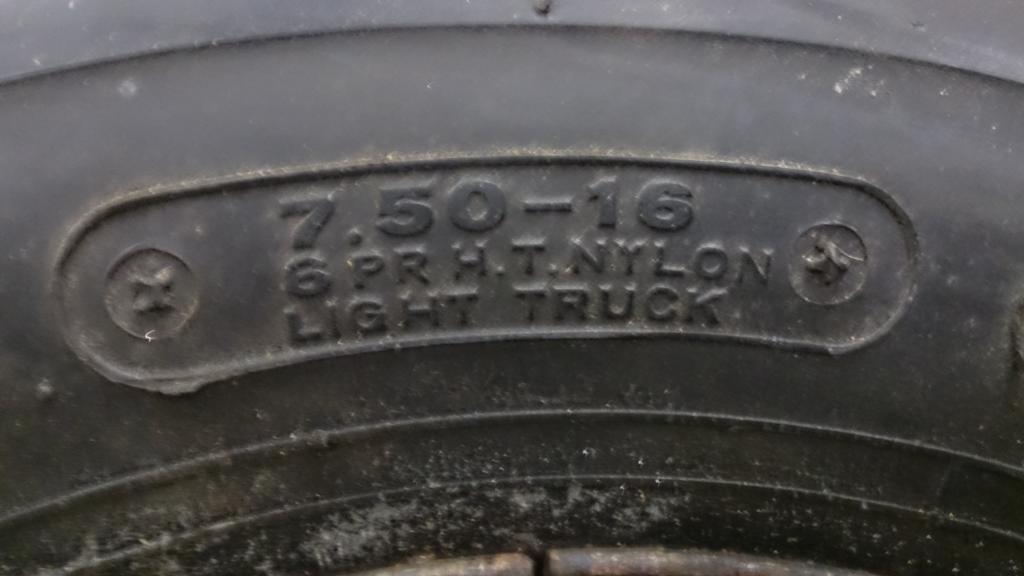 7.50-16
6 PR H.T. NYLON
LIGHT TRUCK